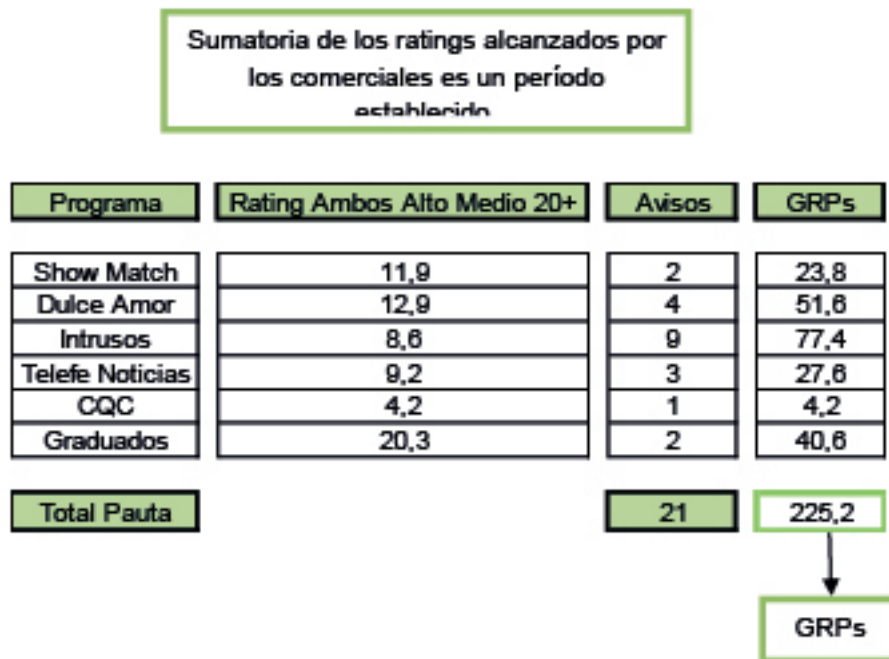 Sumatoria de los ratings alcanzados por
los comerciales es un período
establecido
Programa Rating Ambos Alto Medio 20+ Avisos GRPs
Show Match 11,9 2 23,8
Dulce Amor 12,9 4 51,6
Intrusos 8,6 9 77,4
Telefe Noticias 9,2 3 27,6
CQC 4,2 1 4,2
Graduados 20,3 2 40,6
Total Pauta 21 225,2
GRPs